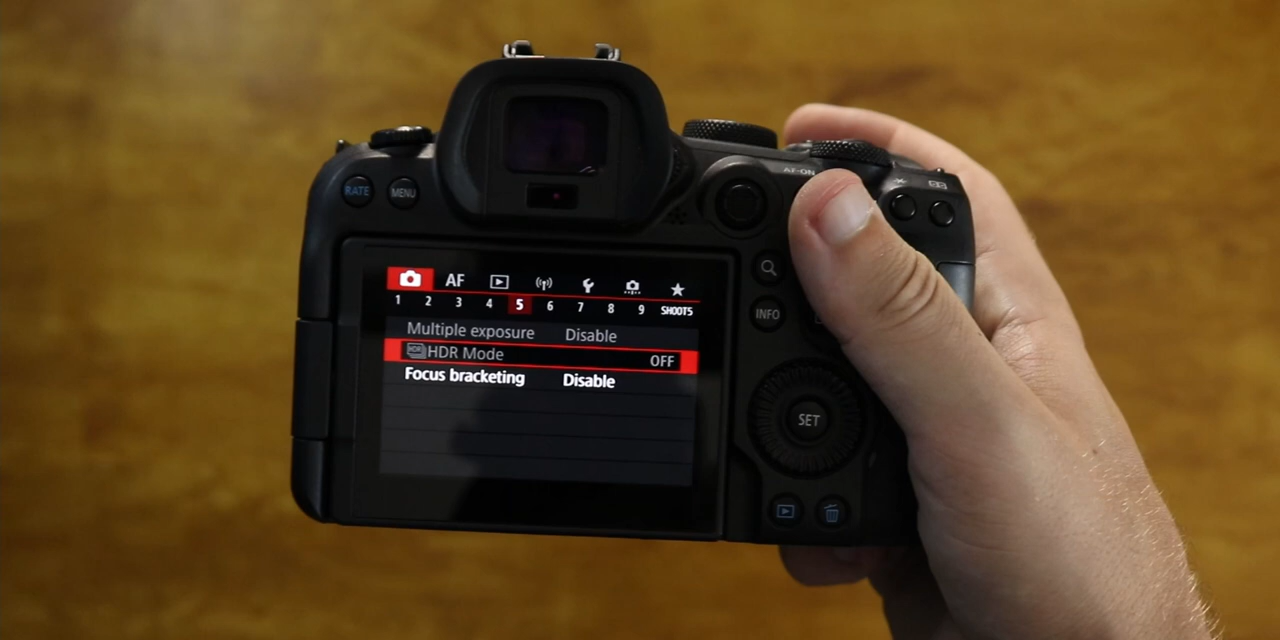 AF-ON
RATE
MENU
AF
1 2 3 4 5 6 7 8 9 SHOOT5
INFO
Multiple exposure Disable
HDR HDR Mode OFF
Focus bracketing Disable
SET